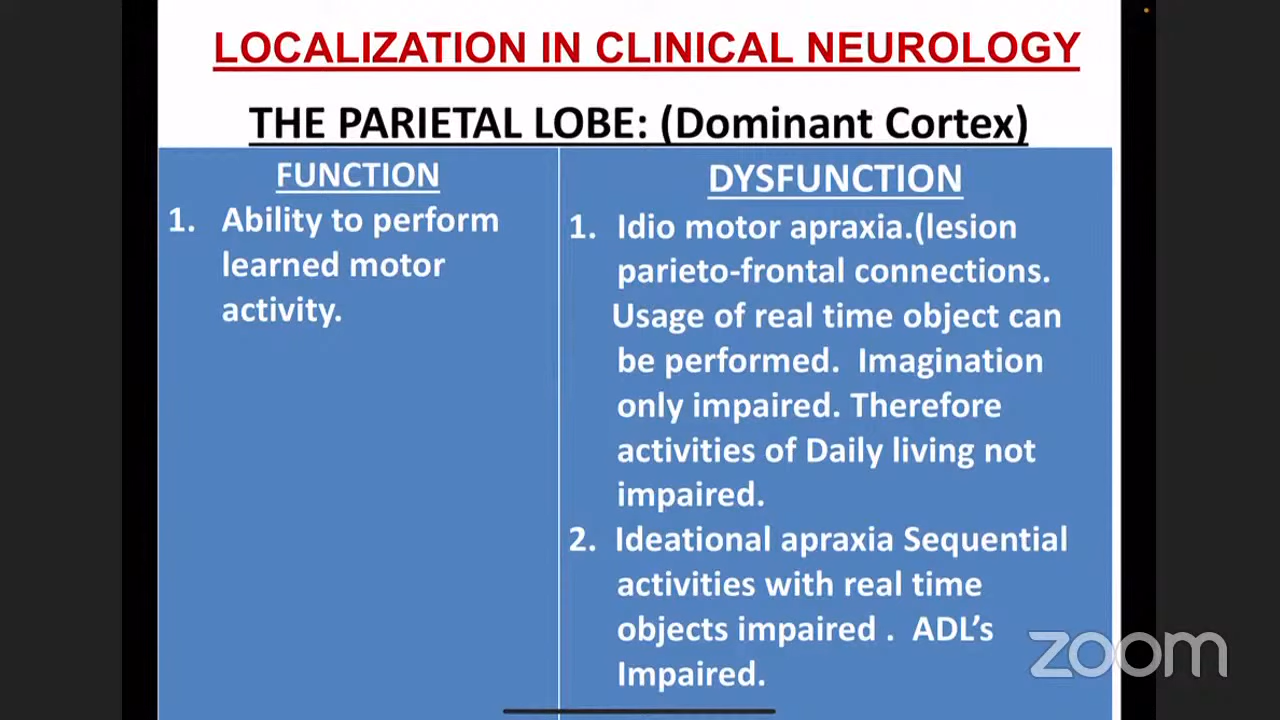 LOCALIZATION IN CLINICAL NEUROLOGY
THE PARIETAL LOBE: (Dominant Cortex)
FUNCTION
1. Ability to perform
learned motor
activity.
DYSFUNCTION
1. Idio motor apraxia.(lesion
parieto-frontal connections.
Usage of real time object can
be performed. Imagination
only impaired. Therefore
activities of Daily living not
impaired.
2. Ideational apraxia Sequential
activities with real time
objects impaired . ADL’s
Impaired.
zoom